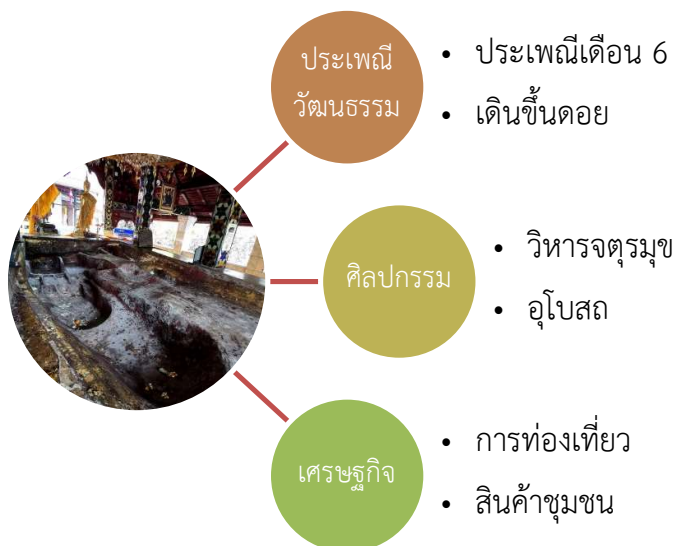 ประเพณี
วัฒนธรรม
• ประเพณีเดือน 6
• เดินขึ้นดอย
ศิลปกรรม
• วิหารจตุรมุข
• อุโบสถ
เศรษฐกิจ
• การท่องเที่ยว
• สินค้าชุมชน